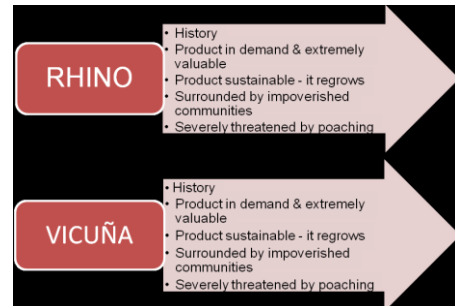 RHINO
• History
• Product in demand & extremely
valuable
• Product sustainable - it regrows
• Surrounded by impoverished
communities
• Severely threatened by poaching
VICUÑA
• History
• Product in demand & extremely
valuable
• Product sustainable - it regrows
• Surrounded by impoverished
communities
• Severely threatened by poaching